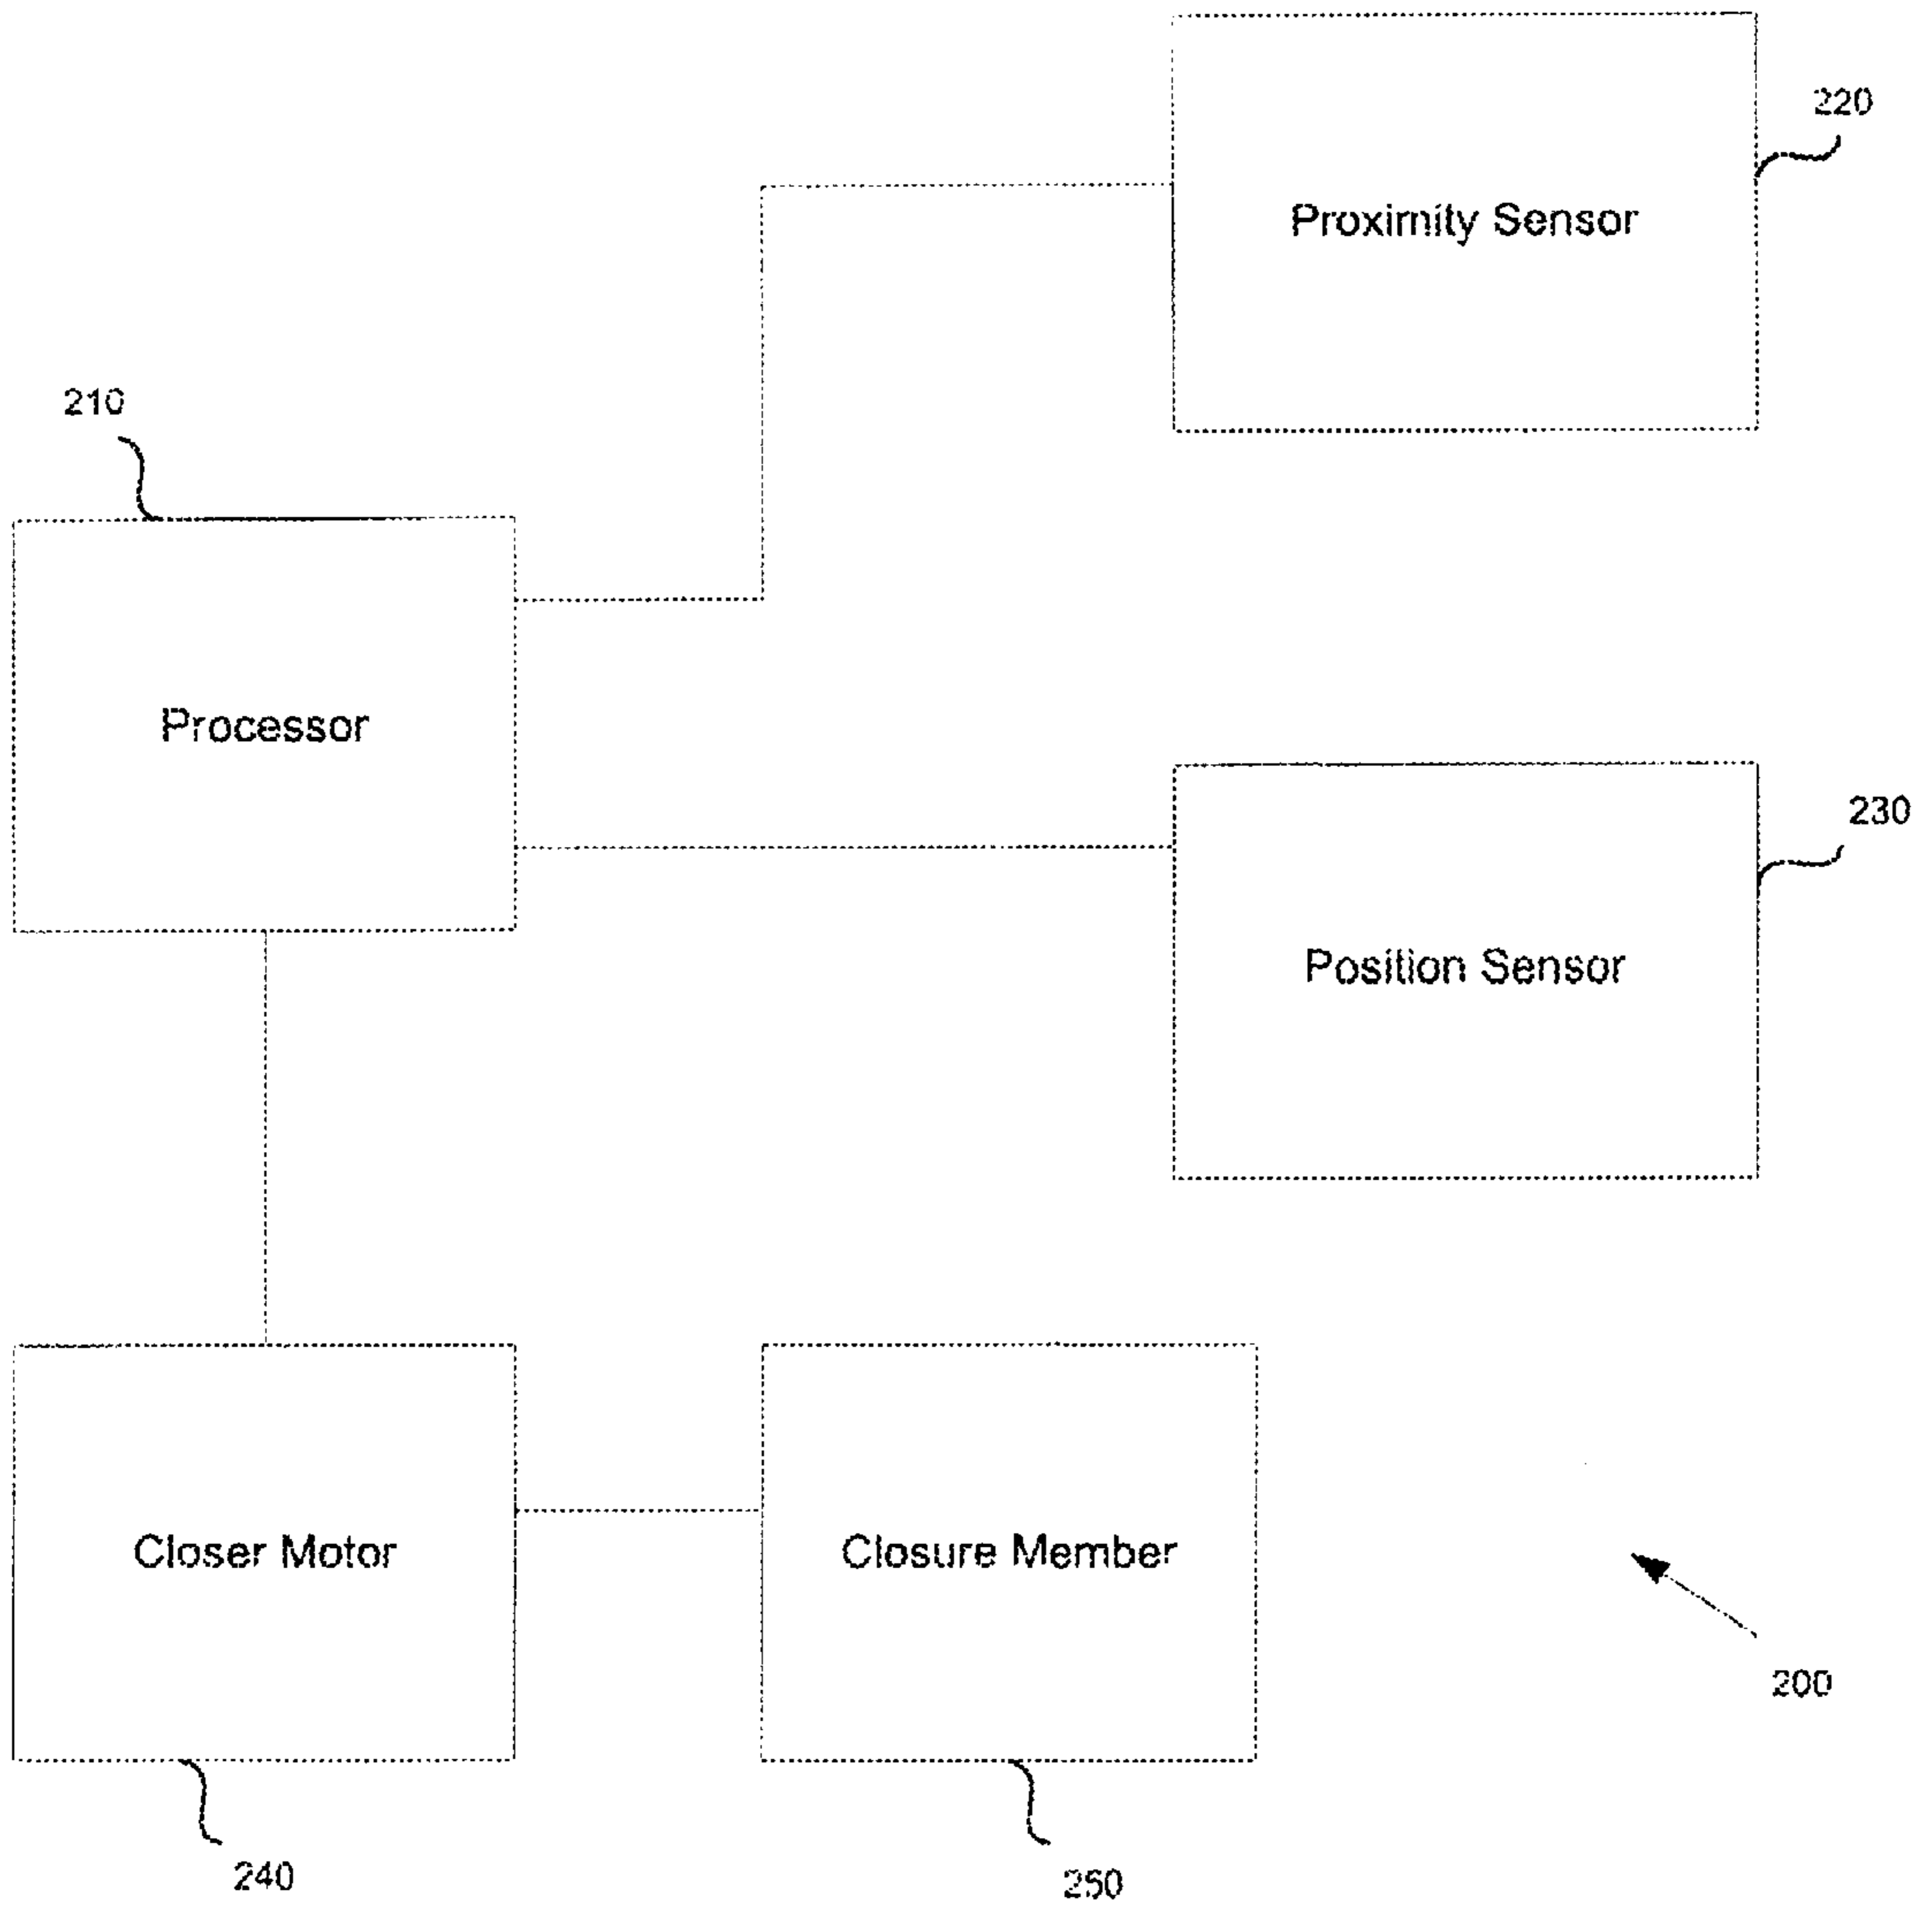 220
Proximity Sensor
210
Processor
230
Position Sensor
Closer Motor
Closure Member
200
240
250